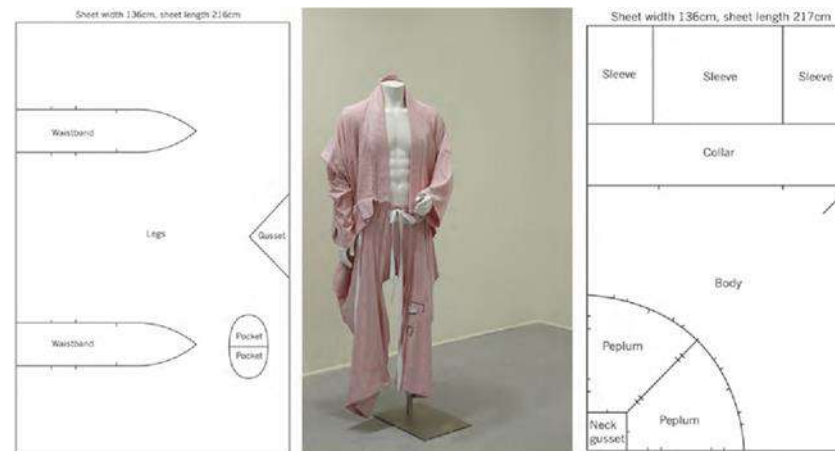 Sheet width 136cm, sheet length 216cm
Waistband
Legs
Gusset
Waistband
Pocket
Pocket
Sheet width 136cm, sheet length 217cm
Sleeve
Sleeve
Sleeve
Collar
Body
Peplum
Peplum
Neck
gusset